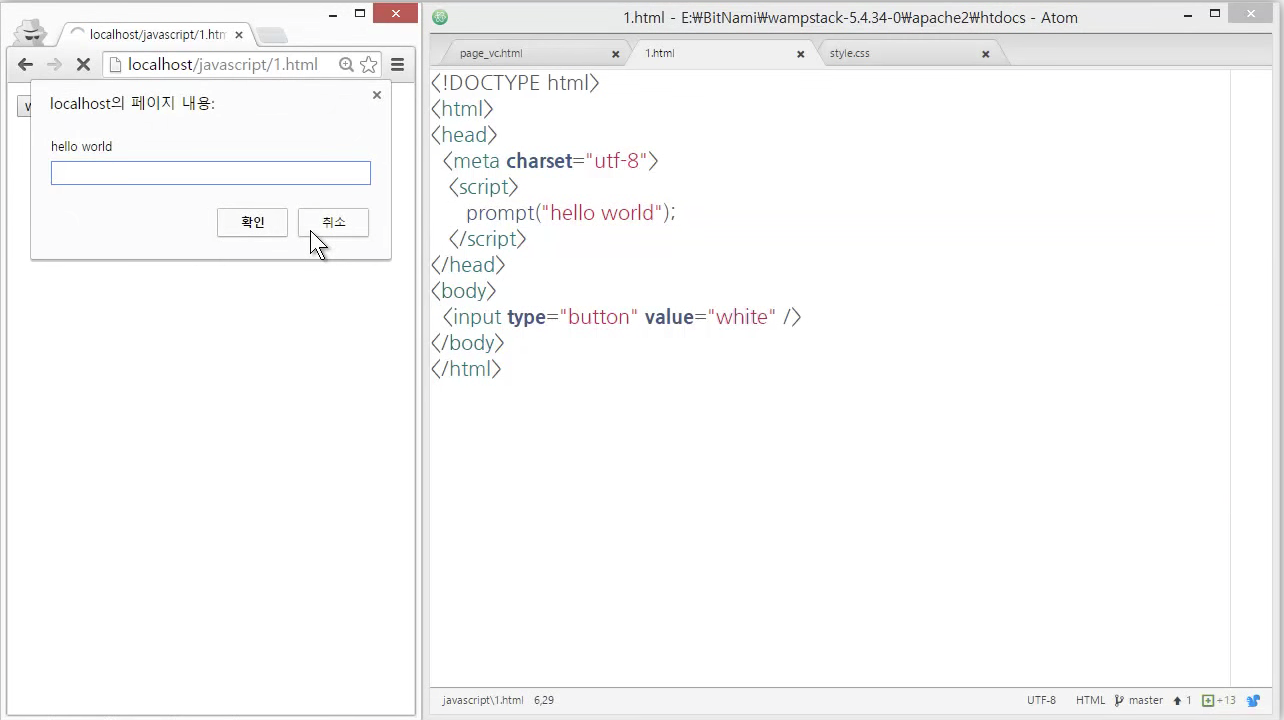 localhost/javascript/1.htm
localhost/javascript/1.html
localhost의 페이지 내용:
hello world
확인
취소
1.html - E:₩BitNami₩wampstack-5.4.34-0₩apache2₩htdocs - Atom
page_vc.html
1.html
style.css
<!DOCTYPE html>
<html>
<head>
<meta charset="utf-8">
<script>
prompt("hello world");
</script>
</head>
<body>
<input type="button" value="white" />
</body>
</html>
javascript\1.html 6,29
UTF-8 HTML master 1 +13